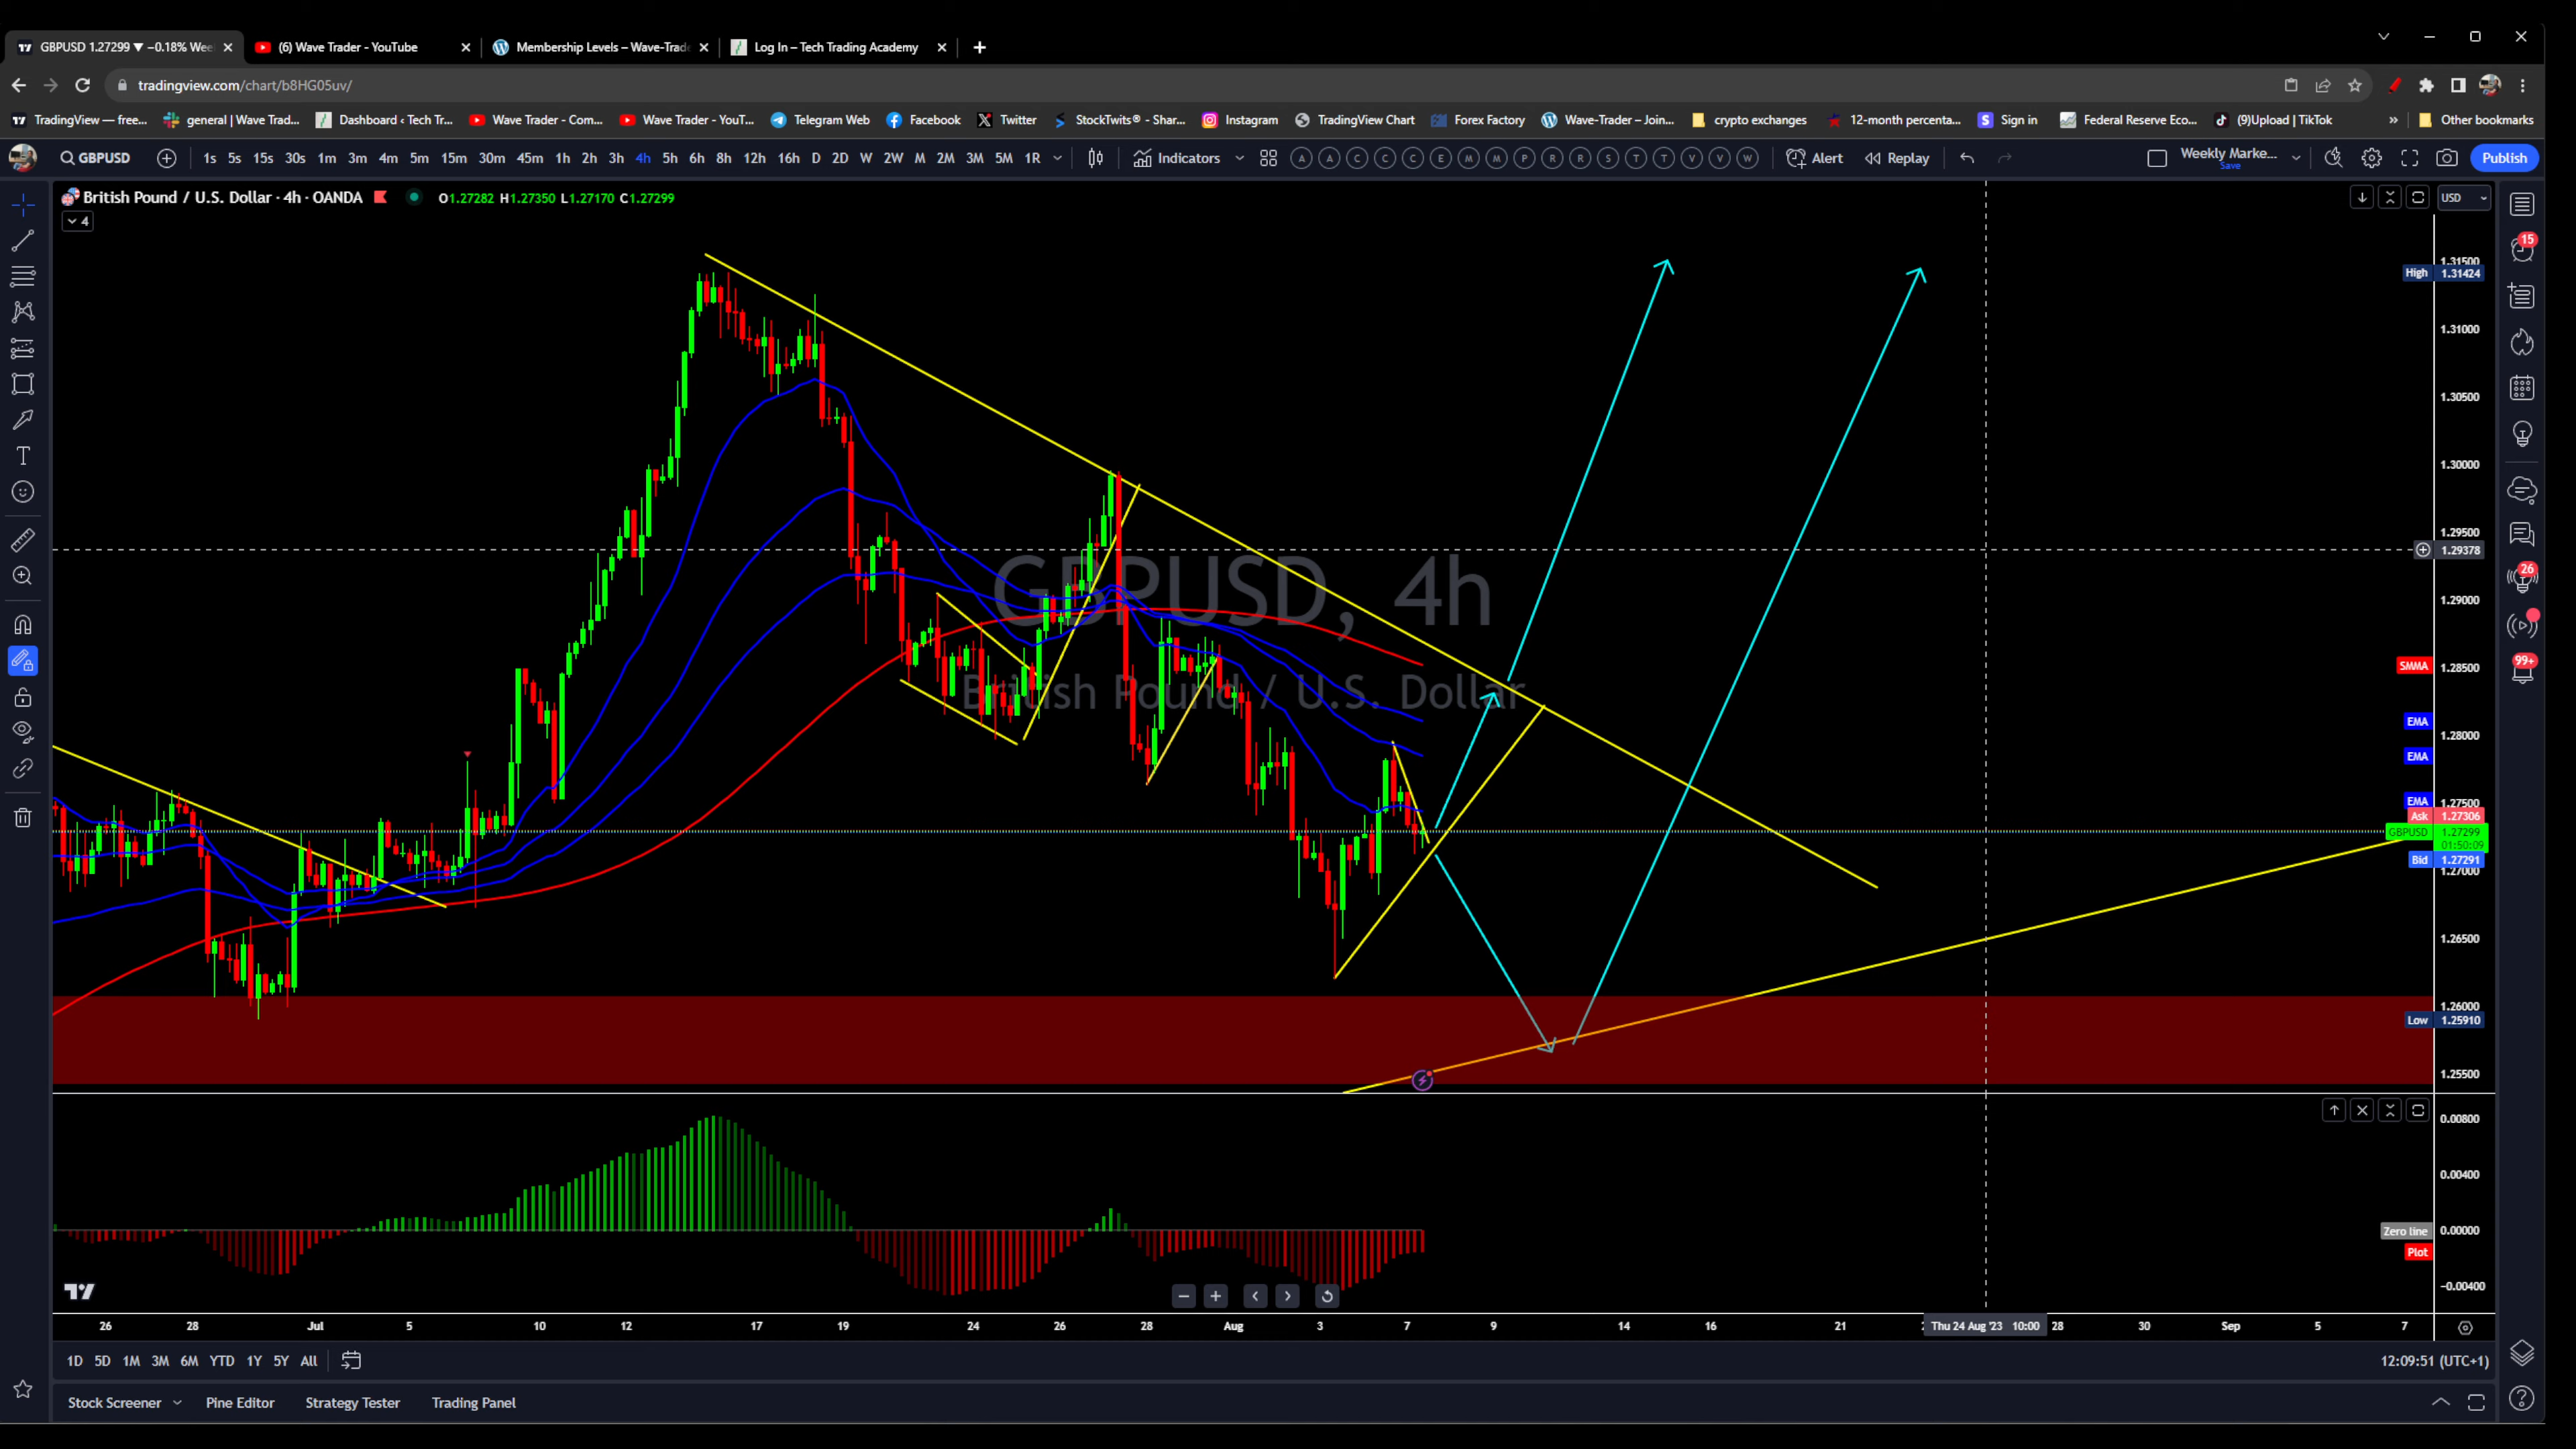 GBPUSD 1.27299 ▼ −0.18% Wee
(6) Wave Trader - YouTube
Membership Levels – Wave-Trade
Log In – Tech Trading Academy
tradingview.com/chart/b8HG05uv/
TradingView — free...
general | Wave Trad...
Dashboard ‹ Tech Tr...
Wave Trader - Com...
Wave Trader - YouT...
Telegram Web
Facebook
Twitter
StockTwits® - Shar...
Instagram
TradingView Chart
Forex Factory
Wave-Trader – Join...
crypto exchanges
12-month percenta...
Sign in
Federal Reserve Eco...
(9)Upload | TikTok
»
Other bookmarks
GBPUSD
1s 5s 15s 30s 1m 3m 4m 5m 15m 30m 45m 1h 2h 3h 4h 5h 6h 8h 12h 16h D 2D W 2W M 2M 3M 5M 1R
Indicators
A A C C C E M M P R R S T T V V W
Alert
Replay
Weekly Marke...
Save
Publish
British Pound / U.S. Dollar · 4h · OANDA
O1.27282 H1.27350 L1.17170 C1.27299
4
USD
15
26
99+
1.31500
High 1.31424
1.31000
1.30500
1.30000
1.29500
1.29378
1.29000
1.28500
SMMA
EMA
1.28000
EMA
1.27500
EMA
Ask 1.27306
GBPUSD 1.27299
01:50:09
Bid 1.27291
1.27000
1.26500
1.26000
Low 1.25910
1.25500
GBPUSD, 4h
British Pound / U.S. Dollar
0.00800
0.00400
0.00000
Zero line
Plot
−0.00400
26 28 Jul 5 10 12 17 19 24 26 28 Aug 3 7 9 14 16 21 Thu 24 Aug '23 10:00 28 30 Sep 5 7
1D 5D 1M 3M 6M YTD 1Y 5Y All
12:09:51 (UTC+1)
Stock Screener
Pine Editor
Strategy Tester
Trading Panel